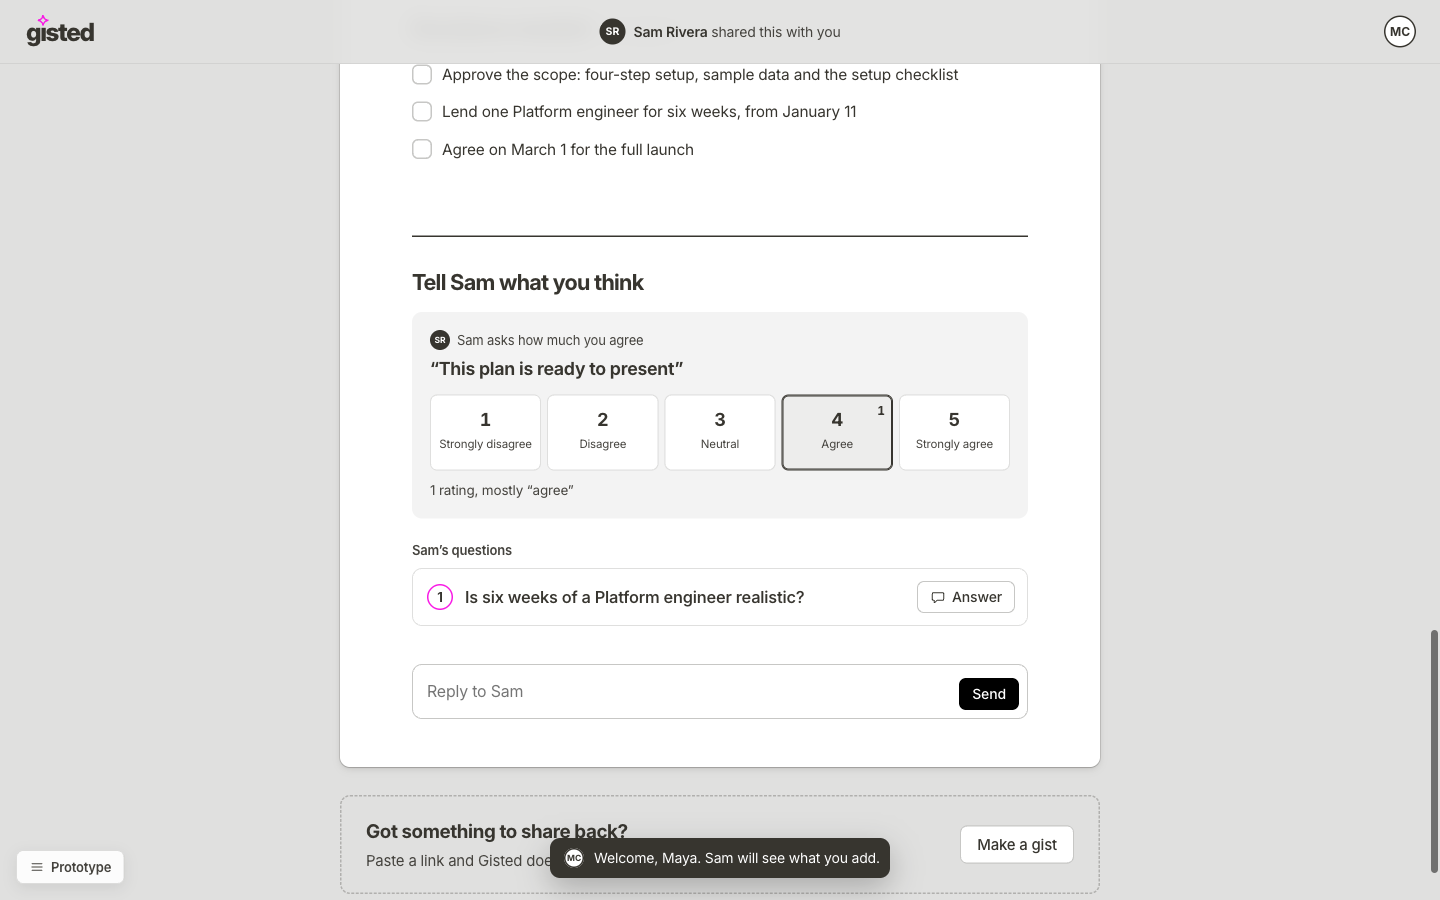 gisted
SR Sam Rivera shared this with you
MC
Approve the scope: four-step setup, sample data and the setup checklist
Lend one Platform engineer for six weeks, from January 11
Agree on March 1 for the full launch
Tell Sam what you think
SR Sam asks how much you agree
“This plan is ready to present”
1 Strongly disagree
2 Disagree
3 Neutral
4 Agree 1
5 Strongly agree
1 rating, mostly “agree”
Sam’s questions
1 Is six weeks of a Platform engineer realistic? Answer
Reply to Sam Send
Got something to share back?
Paste a link and Gisted doe
Make a gist
MC Welcome, Maya. Sam will see what you add.
Prototype